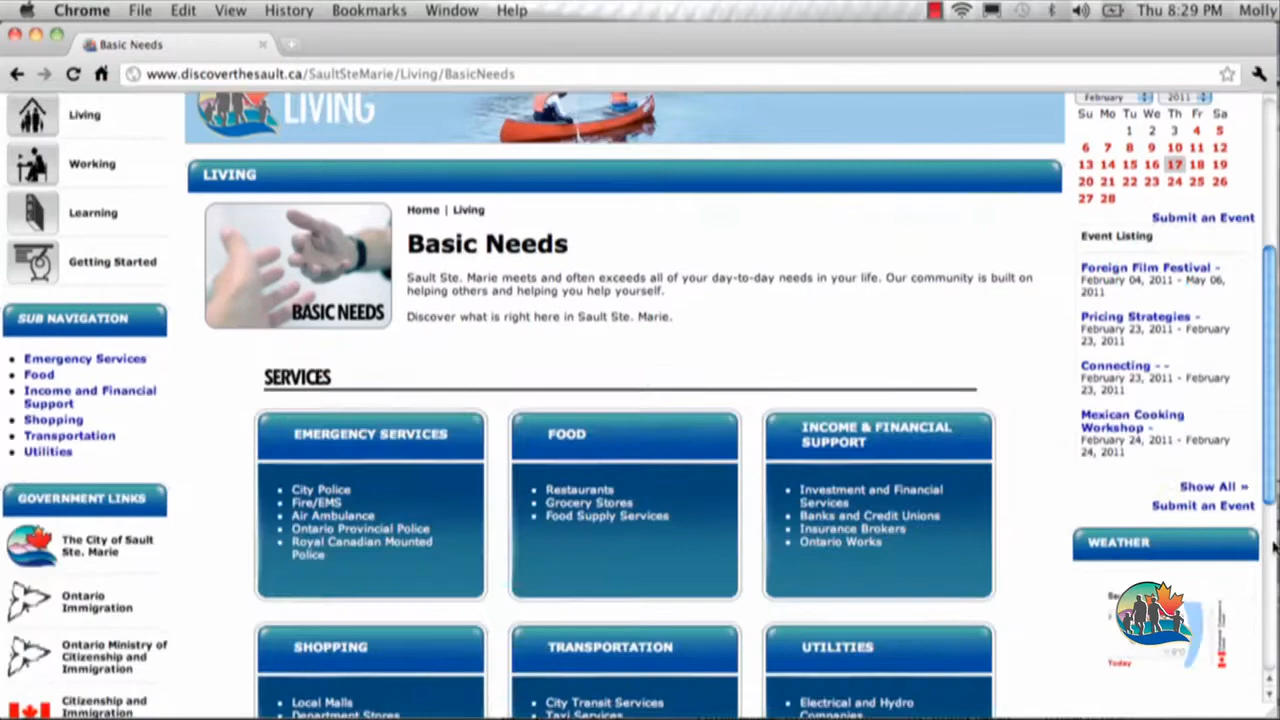 Chrome File Edit View History Bookmarks Window Help Thu 8:29 PM Molly
Basic Needs
www.discoverthesault.ca/SaultSteMarie/Living/BasicNeeds
Living
Working
Learning
Getting Started
SUB NAVIGATION
Emergency Services
Food
Income and Financial
Support
Shopping
Transportation
Utilities
GOVERNMENT LINKS
The City of Sault
Ste. Marie
Ontario
Immigration
Ontario Ministry of
Citizenship and
Immigration
Citizenship and
Immigration
LIVING
LIVING
BASIC NEEDS
Home | Living
Basic Needs
Sault Ste. Marie meets and often exceeds all of your day-to-day needs in your life. Our community is built on
helping others and helping you help yourself.
Discover what is right here in Sault Ste. Marie.
SERVICES
EMERGENCY SERVICES
City Police
Fire/EMS
Air Ambulance
Ontario Provincial Police
Royal Canadian Mounted
Police
FOOD
Restaurants
Grocery Stores
Food Supply Services
INCOME & FINANCIAL
SUPPORT
Investment and Financial
Services
Banks and Credit Unions
Insurance Brokers
Ontario Works
SHOPPING
Local Malls
Department Stores
TRANSPORTATION
City Transit Services
Taxi Services
UTILITIES
Electrical and Hydro
Companies
February 2011
Su Mo Tu We Th Fr Sa
1 2 3 4 5
6 7 8 9 10 11 12
13 14 15 16 17 18 19
20 21 22 23 24 25 26
27 28
Submit an Event
Event Listing
Foreign Film Festival -
February 04, 2011 - May 06,
2011
Pricing Strategies -
February 23, 2011 - February
23, 2011
Connecting - -
February 23, 2011 - February
23, 2011
Mexican Cooking
Workshop -
February 24, 2011 - February
24, 2011
Show All »
Submit an Event
WEATHER
Today